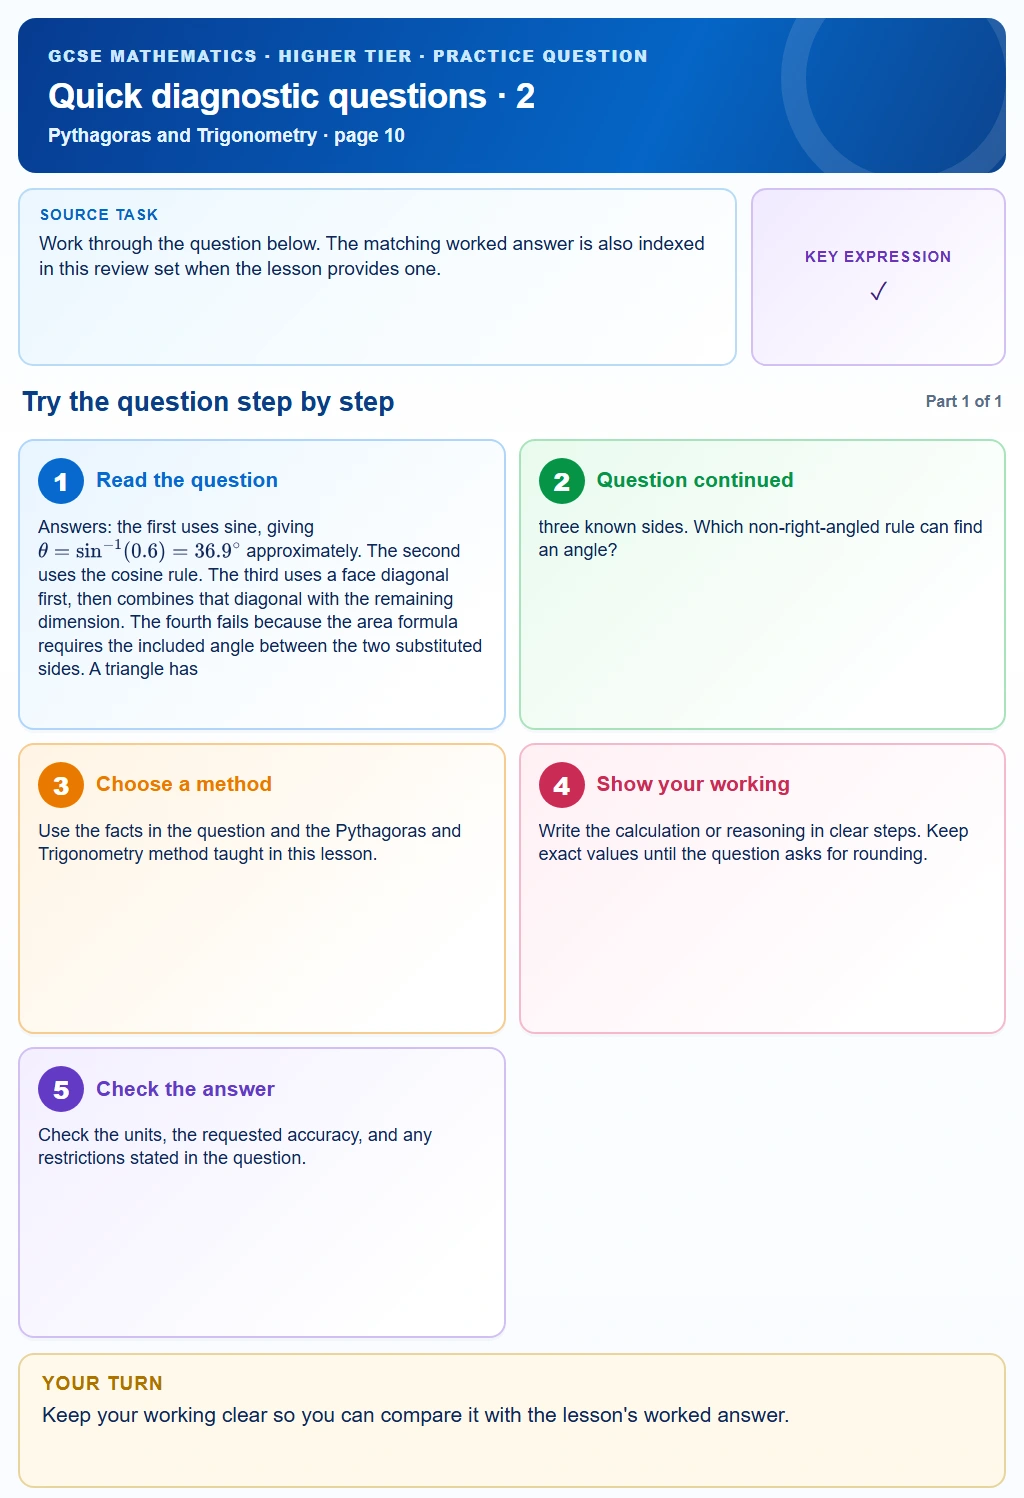 GCSE MATHEMATICS · HIGHER TIER · PRACTICE QUESTION
Quick diagnostic questions · 2
Pythagoras and Trigonometry · page 10
SOURCE TASK
Work through the question below. The matching worked answer is also indexed
in this review set when the lesson provides one.
KEY EXPRESSION
✓
Try the question step by step
Part 1 of 1
1 Read the question
Answers: the first uses sine, giving
θ = sin⁻¹(0.6) = 36.9° approximately. The second
uses the cosine rule. The third uses a face diagonal
first, then combines that diagonal with the remaining
dimension. The fourth fails because the area formula
requires the included angle between the two substituted
sides. A triangle has
2 Question continued
three known sides. Which non-right-angled rule can find
an angle?
3 Choose a method
Use the facts in the question and the Pythagoras and
Trigonometry method taught in this lesson.
4 Show your working
Write the calculation or reasoning in clear steps. Keep
exact values until the question asks for rounding.
5 Check the answer
Check the units, the requested accuracy, and any
restrictions stated in the question.
YOUR TURN
Keep your working clear so you can compare it with the lesson's worked answer.